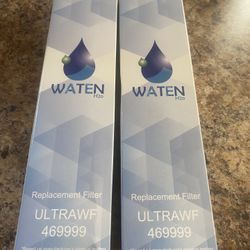 WATEN
H2o
Replacement Filter
ULTRAWF
469999
WATEN
H2o
Replacement Filter
ULTRAWF
469999